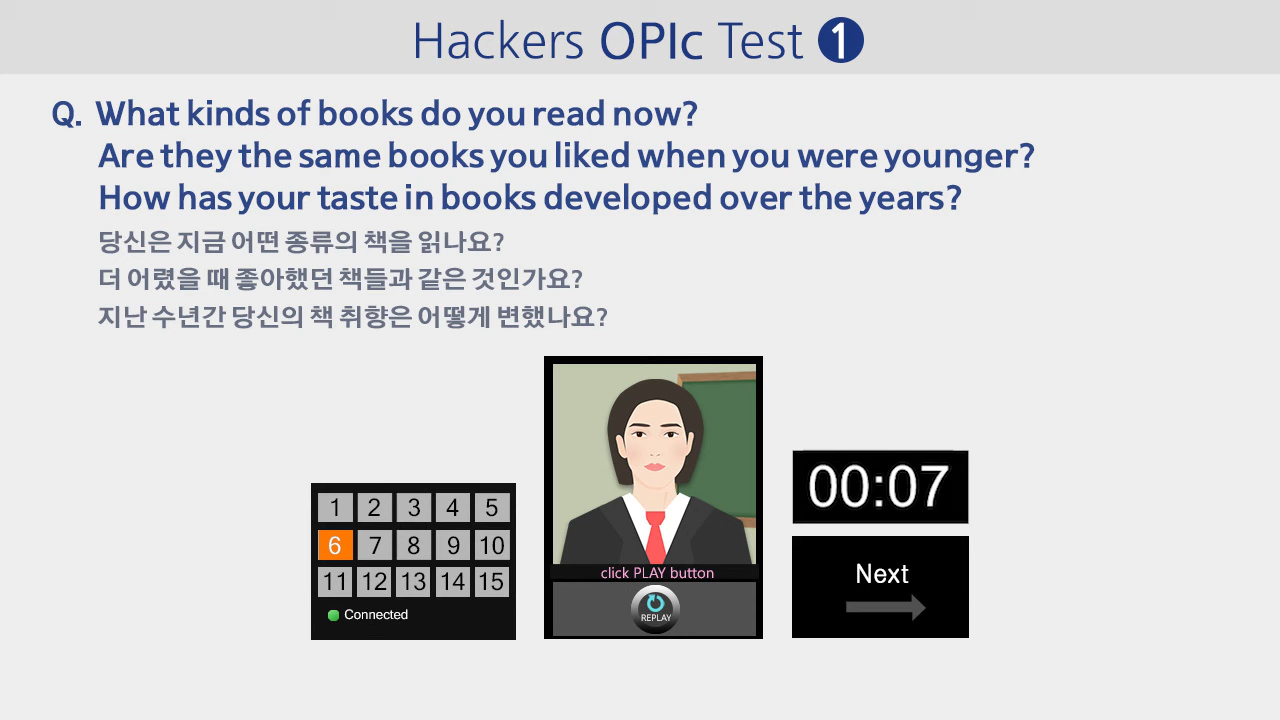 Hackers OPIc Test 1
Q. What kinds of books do you read now?
Are they the same books you liked when you were younger?
How has your taste in books developed over the years?
당신은 지금 어떤 종류의 책을 읽나요?
더 어렸을 때 좋아했던 책들과 같은 것인가요?
지난 수년간 당신의 책 취향은 어떻게 변했나요?
1 2 3 4 5
6 7 8 9 10
11 12 13 14 15
Connected
click PLAY button
REPLAY
00:07
Next